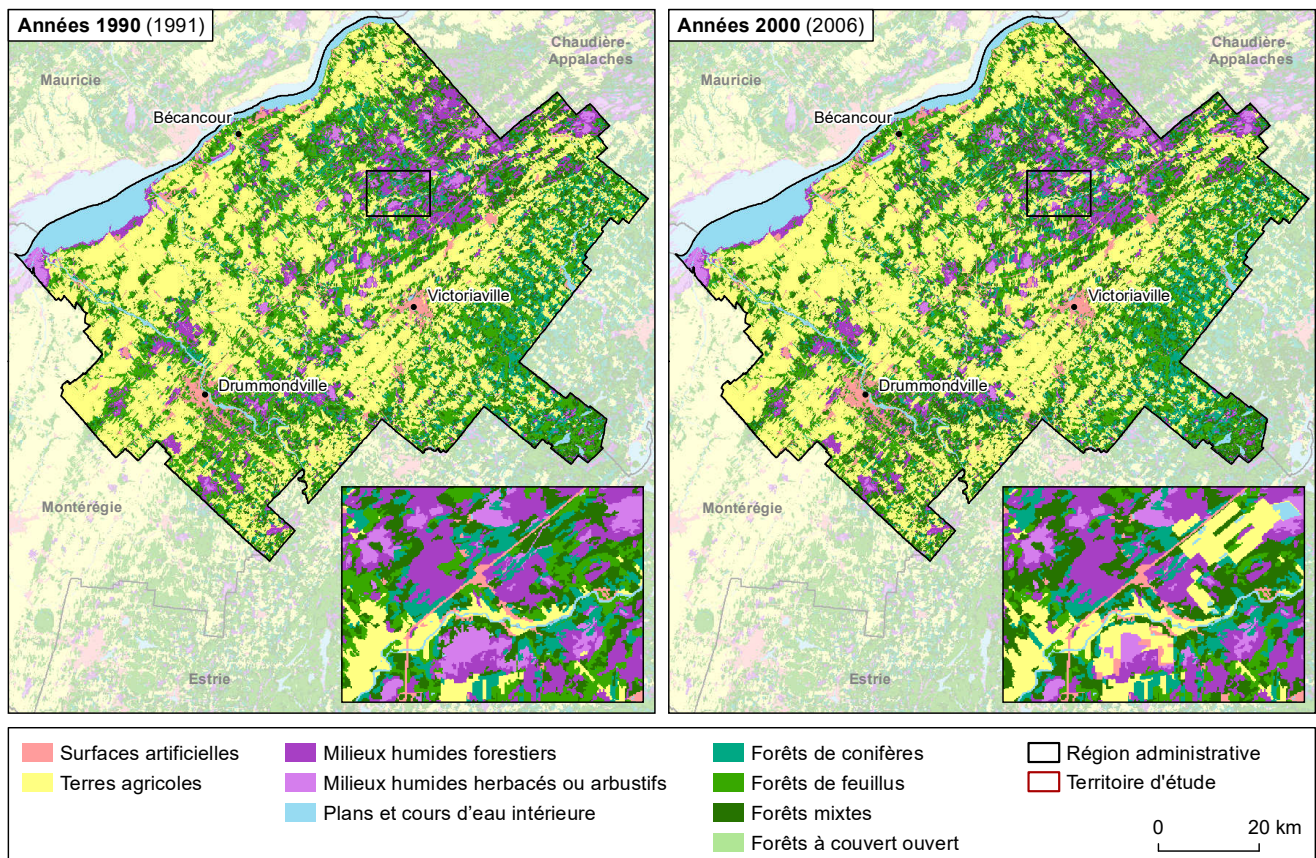 Années 1990 (1991)
Mauricie
Chaudière-
Appalaches
Bécancour
Victoriaville
Drummondville
Montérégie
Estrie
Années 2000 (2006)
Mauricie
Chaudière-
Appalaches
Bécancour
Victoriaville
Drummondville
Montérégie
Estrie
Surfaces artificielles
Terres agricoles
Milieux humides forestiers
Milieux humides herbacés ou arbustifs
Plans et cours d’eau intérieure
Forêts de conifères
Forêts de feuillus
Forêts mixtes
Forêts à couvert ouvert
Région administrative
Territoire d'étude
0 20 km